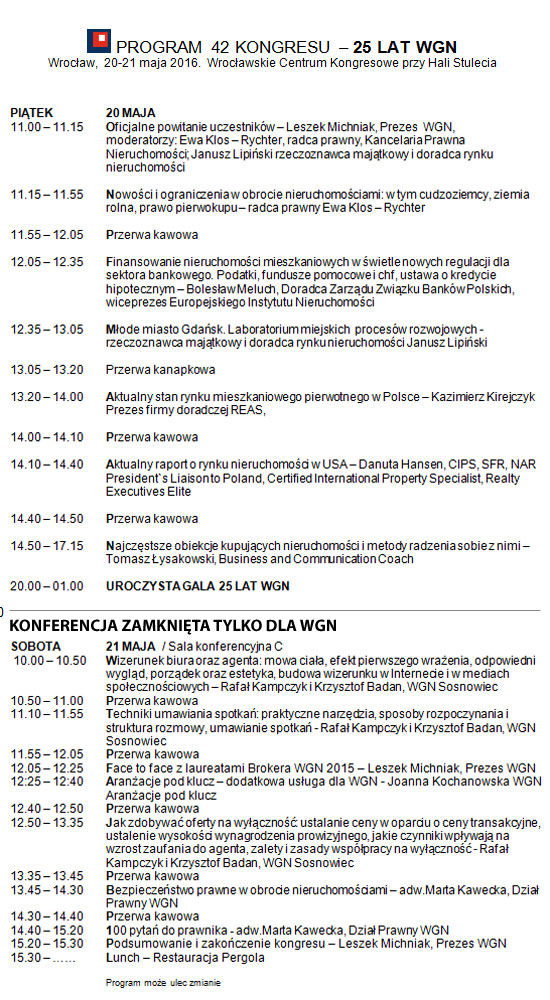 PROGRAM 42 KONGRESU – 25 LAT WGN
Wrocław, 20-21 maja 2016. Wrocławskie Centrum Kongresowe przy Hali Stulecia
PIĄTEK 20 MAJA
11.00 – 11.15 Oficjalne powitanie uczestników – Leszek Michniak, Prezes WGN,
moderatorzy: Ewa Klos – Rychter, radca prawny, Kancelaria Prawna
Nieruchomości; Janusz Lipiński rzeczoznawca majątkowy i doradca rynku
nieruchomości
11.15 – 11.55 Nowości i ograniczenia w obrocie nieruchomościami: w tym cudzoziemcy, ziemia
rolna, prawo pierwokupu – radca prawny Ewa Klos – Rychter
11.55 – 12.05 Przerwa kawowa
12.05 – 12.35 Finansowanie nieruchomości mieszkaniowych w świetle nowych regulacji dla
sektora bankowego. Podatki, fundusze pomocowe i chf, ustawa o kredycie
hipotecznym – Bolesław Meluch, Doradca Zarządu Związku Banków Polskich,
wiceprezes Europejskiego Instytutu Nieruchomości
12.35 – 13.05 Młode miasto Gdańsk. Laboratorium miejskich procesów rozwojowych -
rzeczoznawca majątkowy i doradca rynku nieruchomości Janusz Lipiński
13.05 – 13.20 Przerwa kanapkowa
13.20 – 14.00 Aktualny stan rynku mieszkaniowego pierwotnego w Polsce – Kazimierz Kirejczyk
Prezes firmy doradczej REAS,
14.00 – 14.10 Przerwa kawowa
14.10 – 14.40 Aktualny raport o rynku nieruchomości w USA – Danuta Hansen, CIPS, SFR, NAR
President`s Liaison to Poland, Certified International Property Specialist, Realty
Executives Elite
14.40 – 14.50 Przerwa kawowa
14.50 – 17.15 Najczęstsze obiekcje kupujących nieruchomości i metody radzenia sobie z nimi –
Tomasz Łysakowski, Business and Communication Coach
20.00 – 01.00 UROCZYSTA GALA 25 LAT WGN
KONFERENCJA ZAMKNIĘTA TYLKO DLA WGN
SOBOTA 21 MAJA / Sala konferencyjna C
10.00 – 10.50 Wizerunek biura oraz agenta: mowa ciała, efekt pierwszego wrażenia, odpowiedni
wygląd, porządek oraz estetyka, budowa wizerunku w Internecie i w mediach
społecznościowych – Rafał Kampczyk i Krzysztof Badan, WGN Sosnowiec
10.50 – 11.00 Przerwa kawowa
11.10 – 11.55 Techniki umawiania spotkań: praktyczne narzędzia, sposoby rozpoczynania i
struktura rozmowy, umawianie spotkań - Rafał Kampczyk i Krzysztof Badan, WGN
Sosnowiec
11.55 – 12.05 Przerwa kawowa
12.05 – 12.25 Face to face z laureatami Brokera WGN 2015 – Leszek Michniak, Prezes WGN
12:25 – 12:40 Aranżacje pod klucz – dodatkowa usługa dla WGN - Joanna Kochanowska WGN
Aranżacje pod klucz
12.40 – 12.50 Przerwa kawowa
12.50 – 13.35 Jak zdobywać oferty na wyłączność: ustalanie ceny w oparciu o ceny transakcyjne,
ustalenie wysokości wynagrodzenia prowizyjnego, jakie czynniki wpływają na
wzrost zaufania do agenta, zalety i zasady współpracy na wyłączność - Rafał
Kampczyk i Krzysztof Badan, WGN Sosnowiec
13.35 – 13.45 Przerwa kawowa
13.45 – 14.30 Bezpieczeństwo prawne w obrocie nieruchomościami – adw. Marta Kawecka, Dział
Prawny WGN
14.30 – 14.40 Przerwa kawowa
14.40 – 15.20 100 pytań do prawnika - adw. Marta Kawecka, Dział Prawny WGN
15.20 – 15.30 Podsumowanie i zakończenie kongresu – Leszek Michniak, Prezes WGN
15.30 – …… Lunch – Restauracja Pergola
Program może ulec zmianie